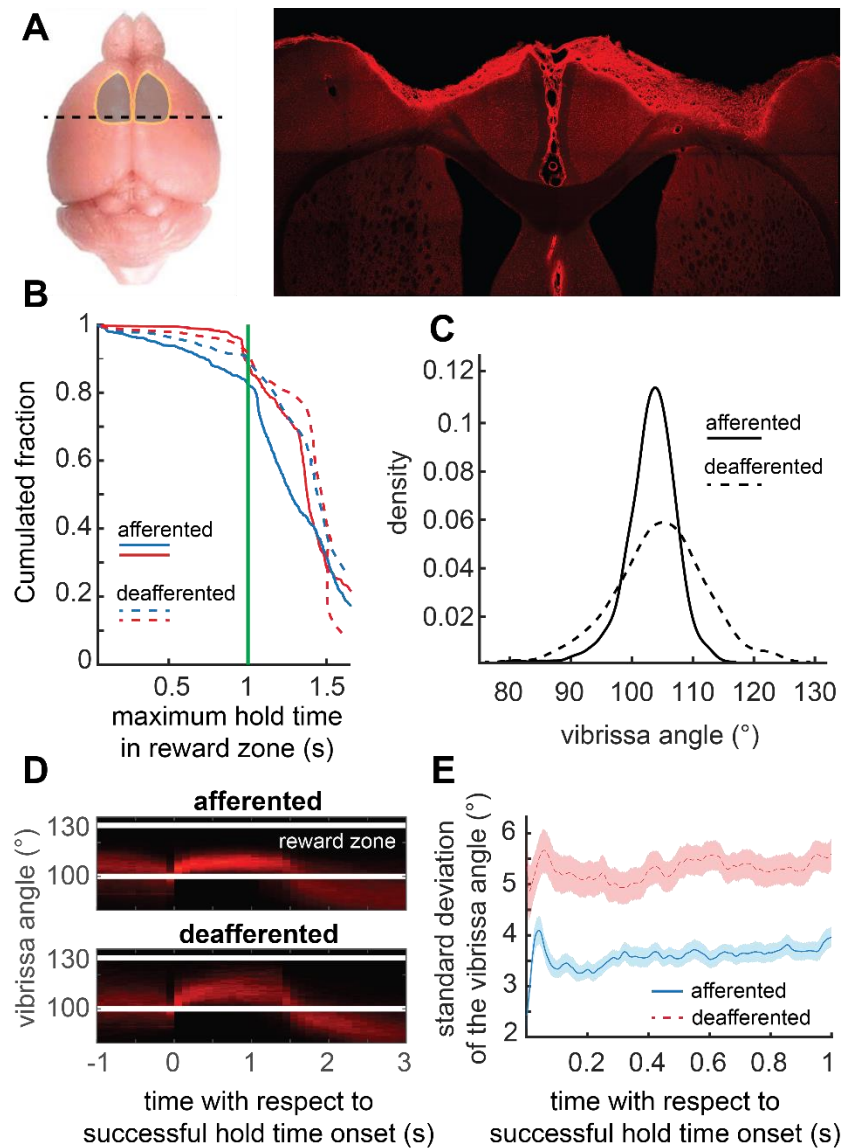 A
B
1
0.8
0.6
0.4
0.2
0
Cumulated fraction
afferented
deafferented
0.5
1
1.5
maximum hold time
in reward zone (s)
C
0.12
0.1
0.08
0.06
0.04
0.02
density
afferented
deafferented
80
90
100
110
120
130
vibrissa angle (°)
D
afferented
130
100
reward zone
deafferented
130
100
vibrissa angle (°)
-1
0
1
2
3
time with respect to
successful hold time onset (s)
E
6
5
4
3
2
standard deviation
of the vibrissa angle (°)
afferented
deafferented
0.2
0.4
0.6
0.8
1
time with respect to
successful hold time onset (s)